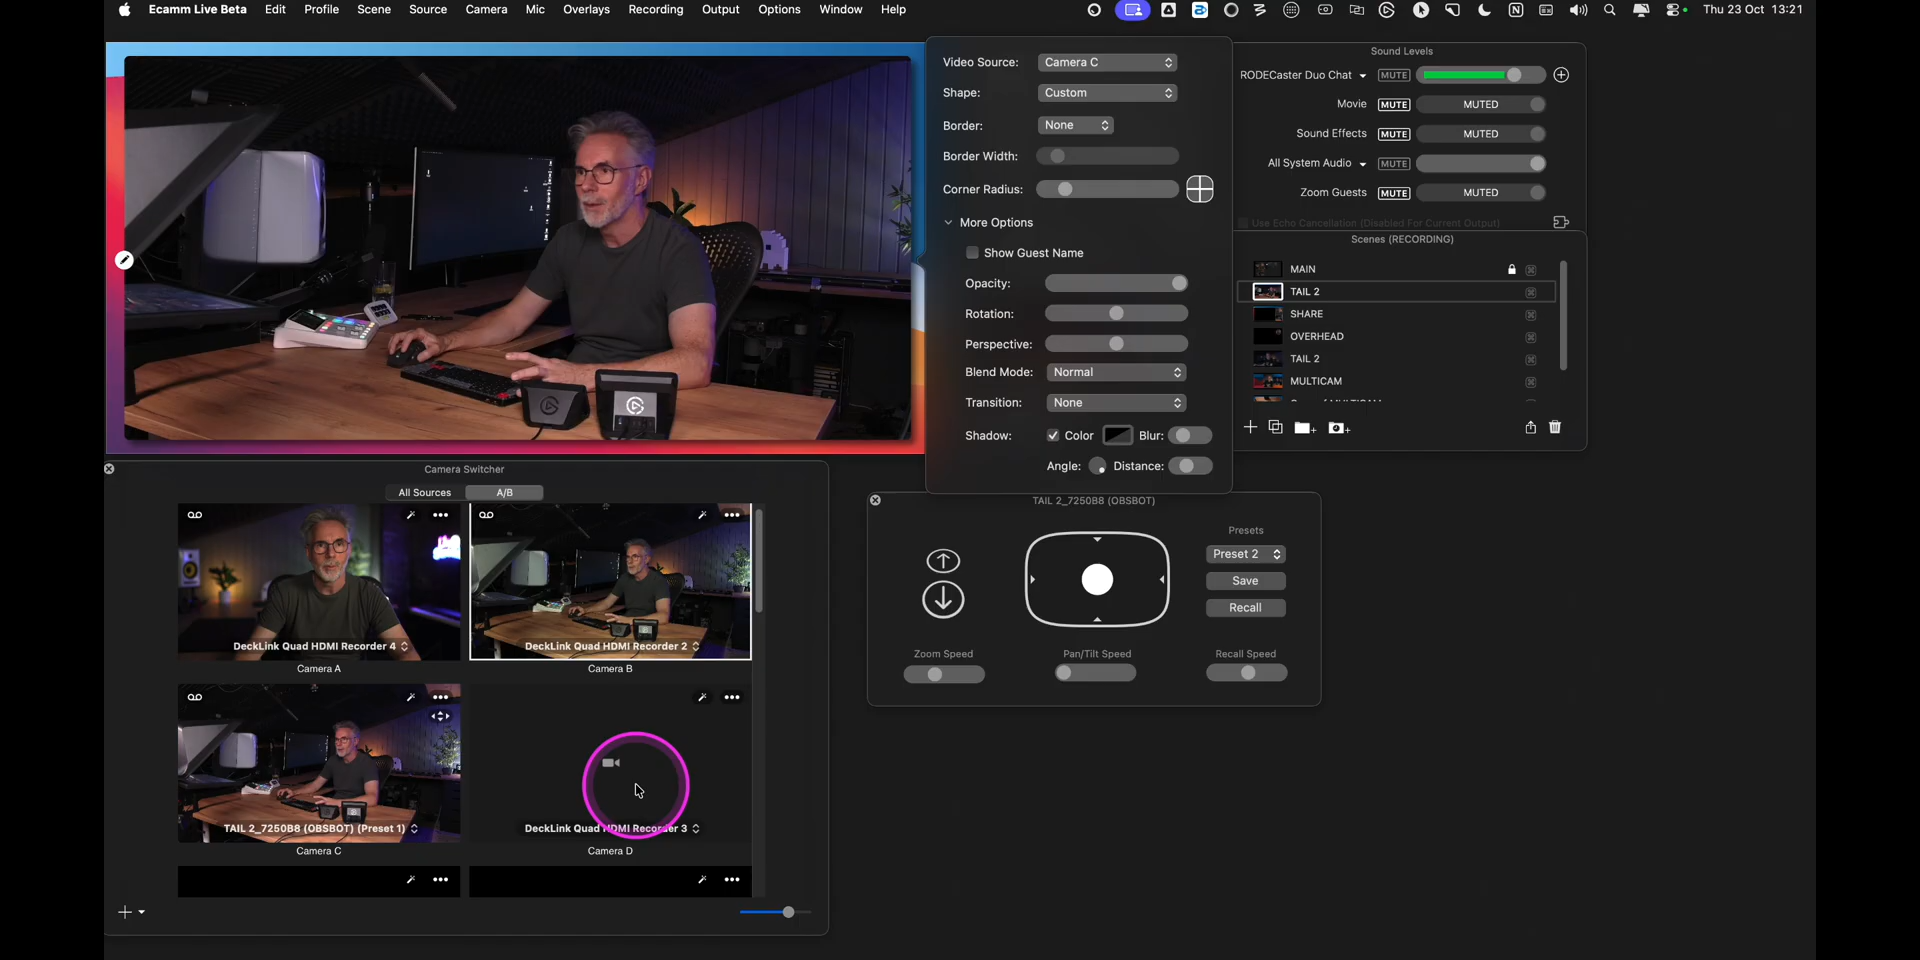 Ecamm Live Beta Edit Profile Scene Source Camera Mic Overlays Recording Output Options Window Help Thu 23 Oct 13:21
Video Source: Camera C
Shape: Custom
Border: None
Border Width:
Corner Radius:
More Options
Show Guest Name
Opacity:
Rotation:
Perspective:
Blend Mode: Normal
Transition: None
Shadow: Color Blur:
Angle: Distance:
Sound Levels
RODECaster Duo Chat MUTE
Movie MUTE MUTED
Sound Effects MUTE MUTED
All System Audio MUTE
Zoom Guests MUTE MUTED
Use Echo Cancellation (Disabled For Current Output)
Scenes (RECORDING)
MAIN
TAIL 2
SHARE
OVERHEAD
TAIL 2
MULTICAM
Camera Switcher
All Sources A/B
DeckLink Quad HDMI Recorder 4
Camera A
DeckLink Quad HDMI Recorder 2
Camera B
TAIL 2_7250B8 (OBSBOT) (Preset 1)
Camera C
DeckLink Quad HDMI Recorder 3
Camera D
TAIL 2_7250B8 (OBSBOT)
Presets
Preset 2
Save
Recall
Zoom Speed Pan/Tilt Speed Recall Speed